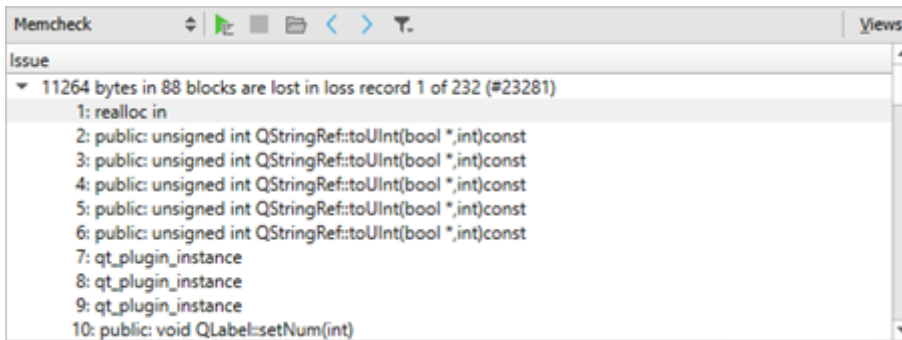 Memcheck Views
Issue
11264 bytes in 88 blocks are lost in loss record 1 of 232 (#23281)
1: realloc in
2: public: unsigned int QStringRef::toUInt(bool *,int)const
3: public: unsigned int QStringRef::toUInt(bool *,int)const
4: public: unsigned int QStringRef::toUInt(bool *,int)const
5: public: unsigned int QStringRef::toUInt(bool *,int)const
6: public: unsigned int QStringRef::toUInt(bool *,int)const
7: qt_plugin_instance
8: qt_plugin_instance
9: qt_plugin_instance
10: public: void QLabel::setNum(int)